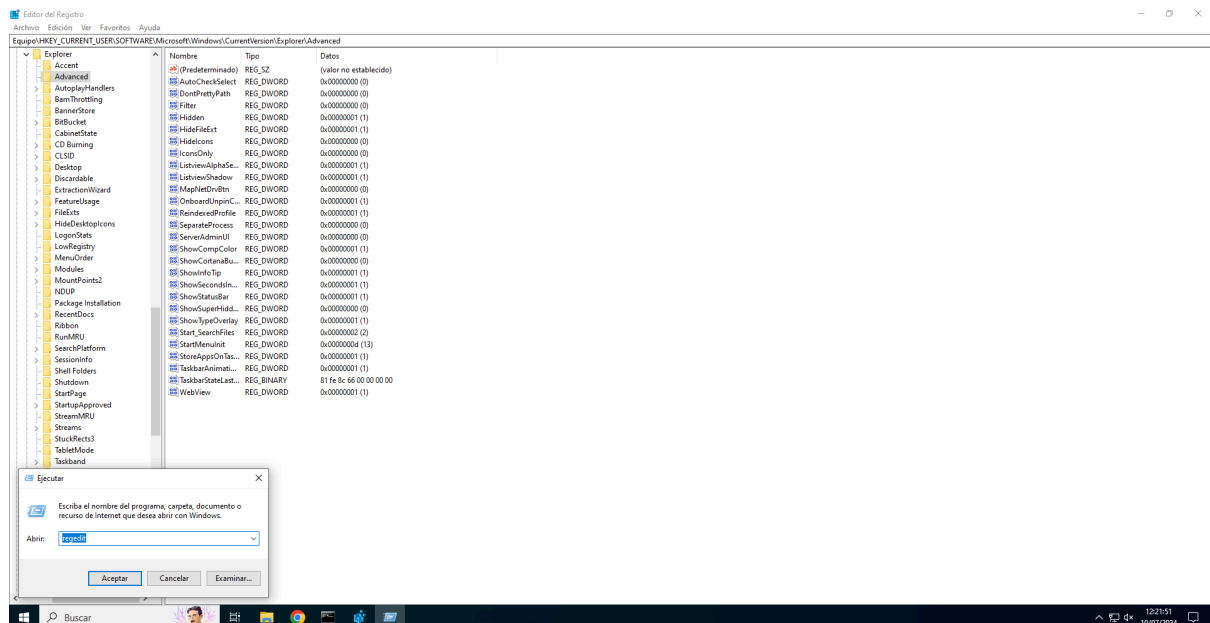 Editor del Registro
Archivo Edición Ver Favoritos Ayuda
Equipo\HKEY_CURRENT_USER\SOFTWARE\Microsoft\Windows\CurrentVersion\Explorer\Advanced
Explorer
Accent
Advanced
AutoplayHandlers
BamThrottling
BannerStore
BitBucket
CabinetState
CD Burning
CLSID
Desktop
Discardable
ExtractionWizard
FeatureUsage
FileExts
HideDesktopIcons
LogonStats
LowRegistry
MenuOrder
Modules
MountPoints2
NDUP
Package Installation
RecentDocs
Ribbon
RunMRU
SearchPlatform
SessionInfo
Shell Folders
Shutdown
StartPage
StartupApproved
StreamMRU
Streams
StuckRects3
TabletMode
Taskband
Nombre Tipo Datos
(Predeterminado) REG_SZ (valor no establecido)
AutoCheckSelect REG_DWORD 0x00000000 (0)
DontPrettyPath REG_DWORD 0x00000000 (0)
Filter REG_DWORD 0x00000000 (0)
Hidden REG_DWORD 0x00000001 (1)
HideFileExt REG_DWORD 0x00000001 (1)
HideIcons REG_DWORD 0x00000000 (0)
IconsOnly REG_DWORD 0x00000000 (0)
ListviewAlphaSe... REG_DWORD 0x00000001 (1)
ListviewShadow REG_DWORD 0x00000001 (1)
MapNetDrvBtn REG_DWORD 0x00000000 (0)
OnboardUnpinC... REG_DWORD 0x00000001 (1)
ReindexedProfile REG_DWORD 0x00000001 (1)
SeparateProcess REG_DWORD 0x00000000 (0)
ServerAdminUI REG_DWORD 0x00000000 (0)
ShowCompColor REG_DWORD 0x00000001 (1)
ShowCortanaBu... REG_DWORD 0x00000000 (0)
ShowInfoTip REG_DWORD 0x00000001 (1)
ShowSecondsIn... REG_DWORD 0x00000001 (1)
ShowStatusBar REG_DWORD 0x00000001 (1)
ShowSuperHidd... REG_DWORD 0x00000000 (0)
ShowTypeOverlay REG_DWORD 0x00000001 (1)
Start_SearchFiles REG_DWORD 0x00000002 (2)
StartMenuInit REG_DWORD 0x0000000d (13)
StoreAppsOnTas... REG_DWORD 0x00000001 (1)
TaskbarAnimati... REG_DWORD 0x00000001 (1)
TaskbarStateLast... REG_BINARY 81 fe 8c 66 00 00 00 00
WebView REG_DWORD 0x00000001 (1)
Ejecutar
Escriba el nombre del programa, carpeta, documento o
recurso de Internet que desea abrir con Windows.
Abrir: regedit
Aceptar Cancelar Examinar...
Buscar
12:21:51
10/07/2024